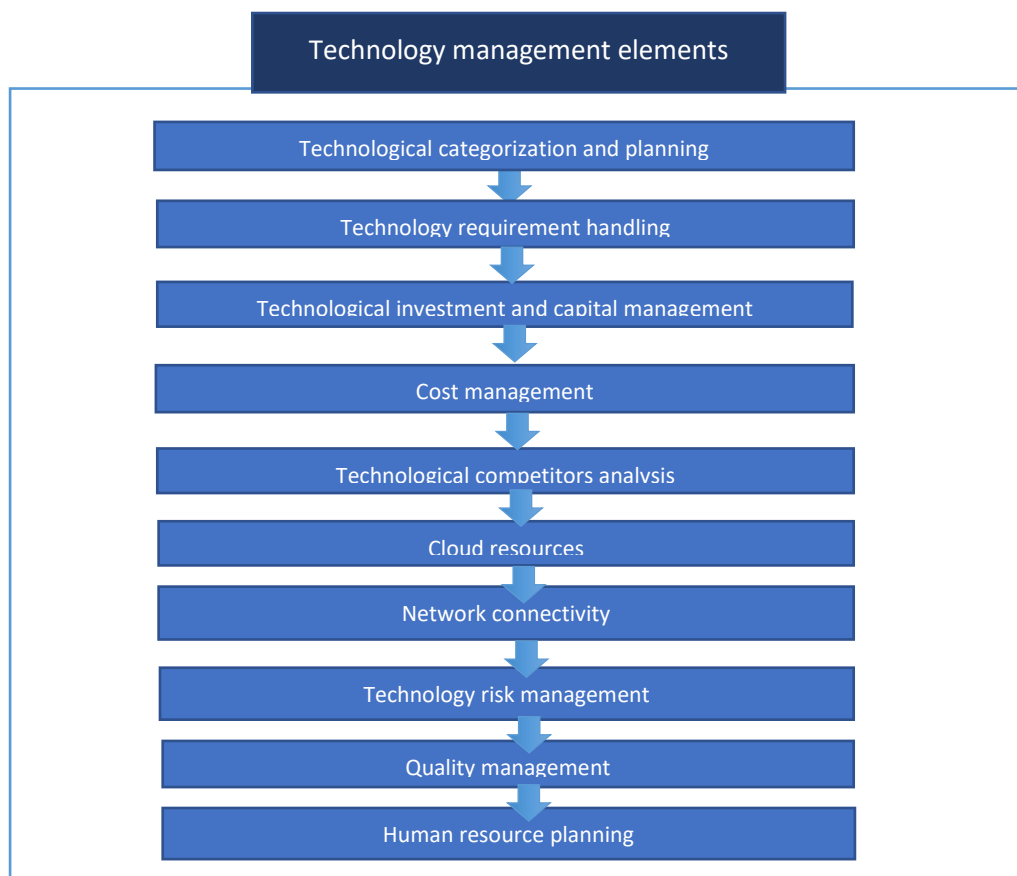 Technology management elements
Technological categorization and planning
Technology requirement handling
Technological investment and capital management
Cost management
Technological competitors analysis
Cloud resources
Network connectivity
Technology risk management
Quality management
Human resource planning